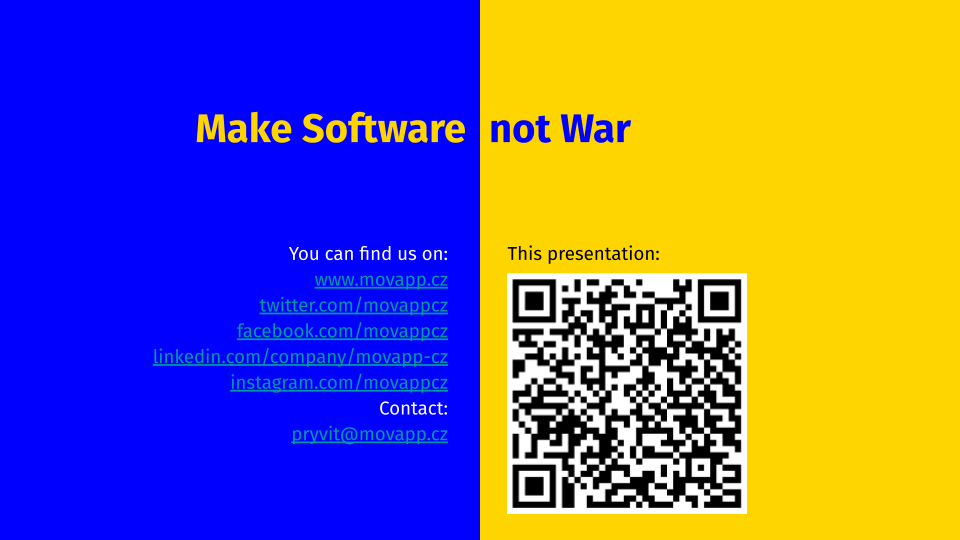 Make Software not War
You can find us on:
www.movapp.cz
twitter.com/movappcz
facebook.com/movappcz
linkedin.com/company/movapp-cz
instagram.com/movappcz
Contact:
pryvit@movapp.cz
This presentation: